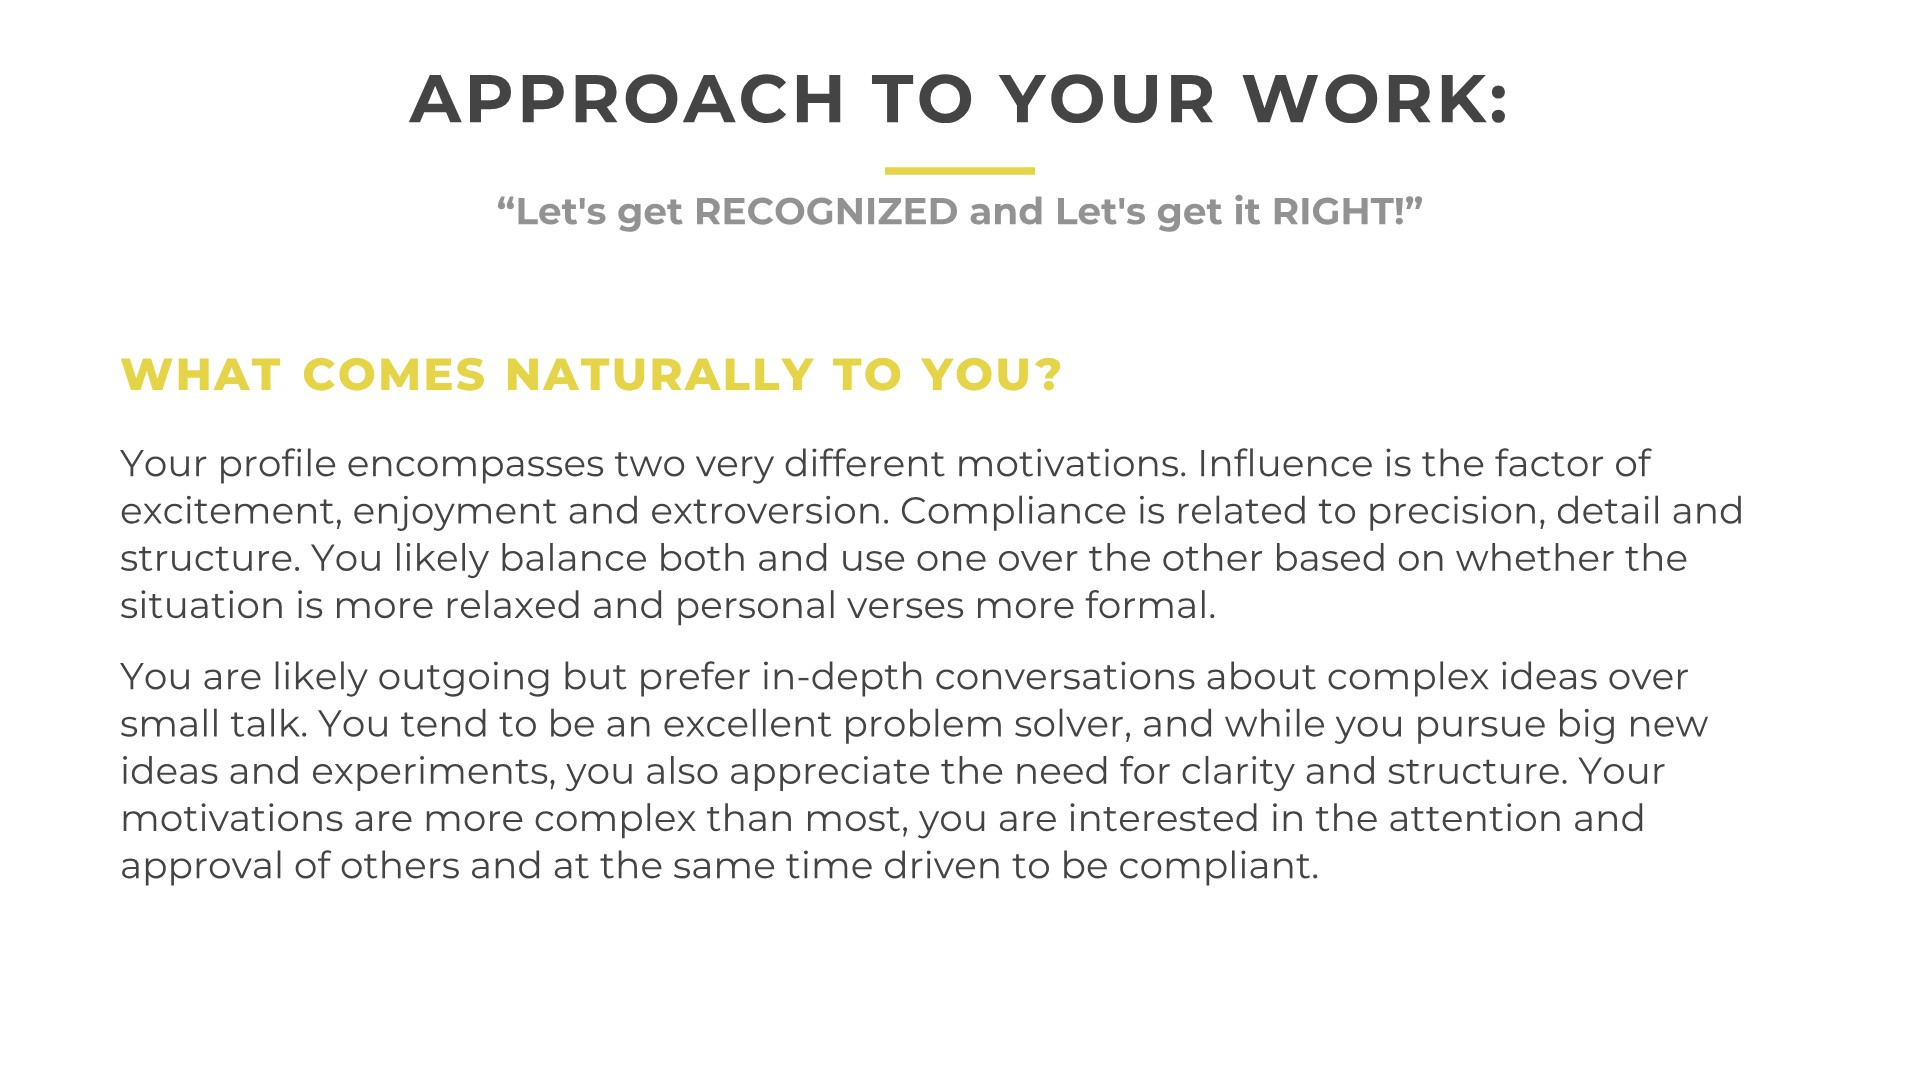 APPROACH TO YOUR WORK:
“Let's get RECOGNIZED and Let's get it RIGHT!”
WHAT COMES NATURALLY TO YOU?
Your profile encompasses two very different motivations. Influence is the factor of
excitement, enjoyment and extroversion. Compliance is related to precision, detail and
structure. You likely balance both and use one over the other based on whether the
situation is more relaxed and personal verses more formal.
You are likely outgoing but prefer in-depth conversations about complex ideas over
small talk. You tend to be an excellent problem solver, and while you pursue big new
ideas and experiments, you also appreciate the need for clarity and structure. Your
motivations are more complex than most, you are interested in the attention and
approval of others and at the same time driven to be compliant.